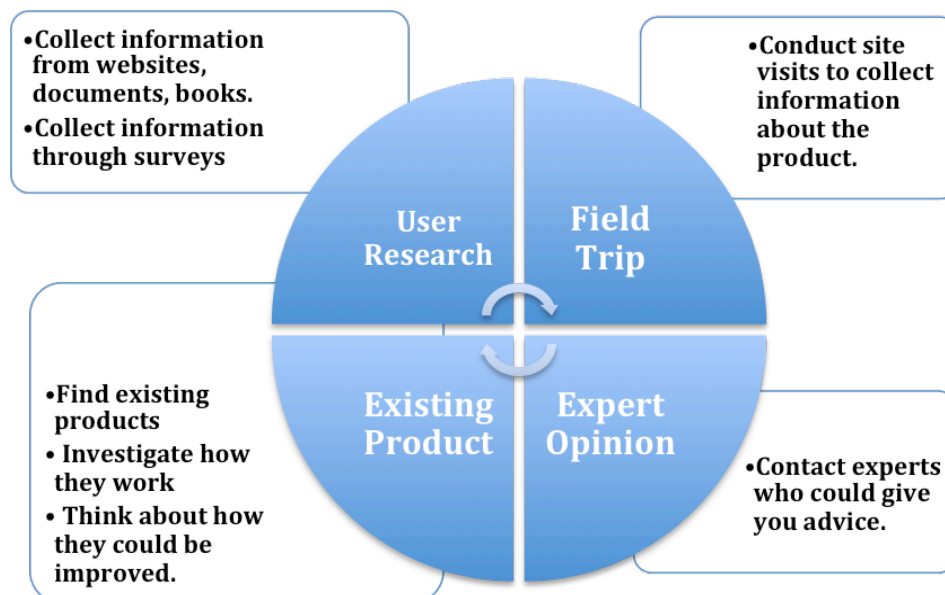 •Collect information
from websites,
documents, books.
•Collect information
through surveys
•Conduct site
visits to collect
information
about the
product.
User
Research
Field
Trip
Existing
Product
Expert
Opinion
•Find existing
products
• Investigate how
they work
• Think about how
they could be
improved.
•Contact experts
who could give
you advice.